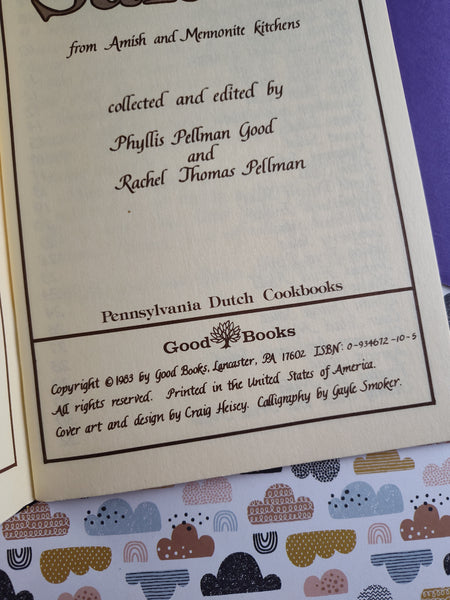 from Amish and Mennonite kitchens
collected and edited by
Phyllis Pellman Good
and
Rachel Thomas Pellman
Pennsylvania Dutch Cookbooks
Good Books
Copyright ©1983 by Good Books, Lancaster, PA 17602 ISBN: 0-934672-10-5
All rights reserved. Printed in the United States of America.
Cover art and design by Craig Heisey. Calligraphy by Gayle Smoker.